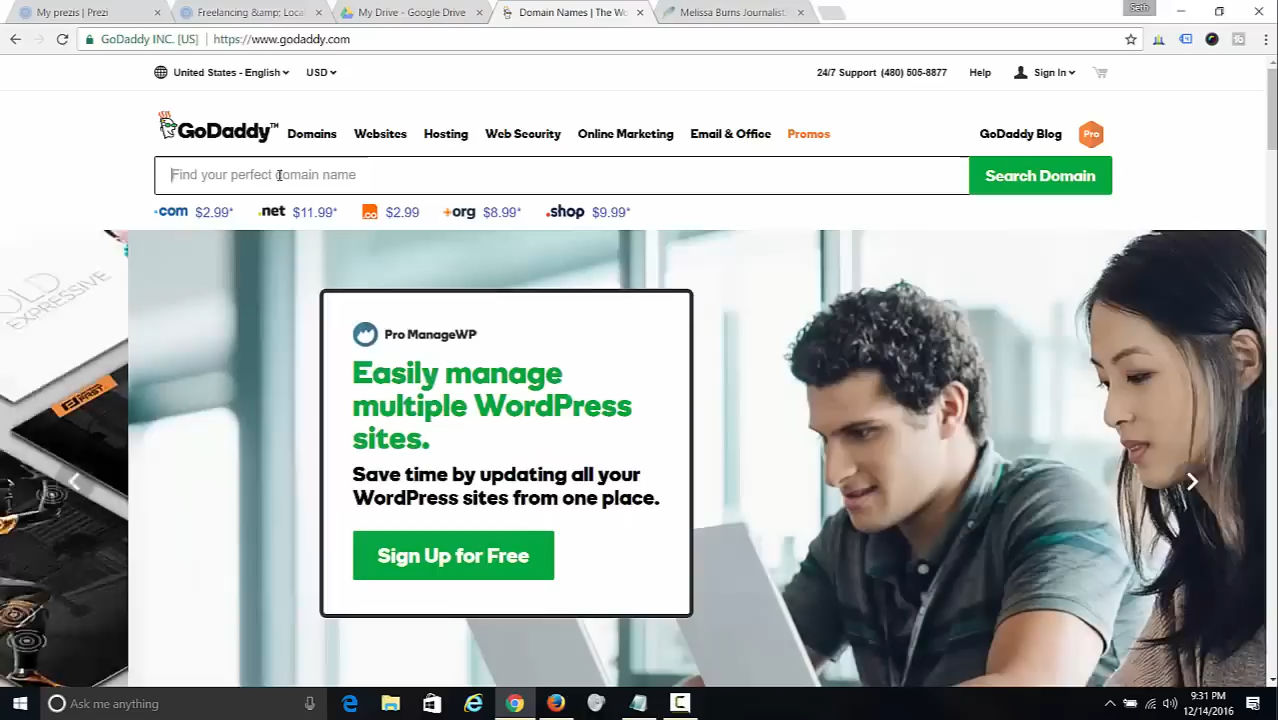 My prezis | Prezi
Freelancing &amp; Loca
My Drive - Google Drive
Domain Names | The Wo
Melissa Burns Journalist
Seth
GoDaddy INC. [US]
https://www.godaddy.com
United States - English
USD
24/7 Support (480) 505-8877
Help
Sign In
GoDaddy™
Domains
Websites
Hosting
Web Security
Online Marketing
Email & Office
Promos
GoDaddy Blog
Pro
Find your perfect domain name
Search Domain
.com $2.99*
.net $11.99*
.co $2.99
.org $8.99*
.shop $9.99*
OLD
EXPRESSIVE
Pro ManageWP
Easily manage
multiple WordPress
sites.
Save time by updating all your
WordPress sites from one place.
Sign Up for Free
Ask me anything
9:31 PM
12/14/2016